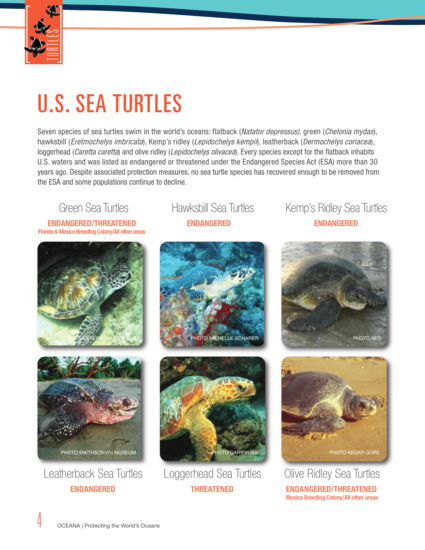 TURTLES
U.S. SEA TURTLES
Seven species of sea turtles swim in the world's oceans: flatback (Natator depressus), green (Chelonia mydas),
hawksbill (Eretmochelys imbricata), Kemp's ridley (Lepidochelys kempii), leatherback (Dermochelys coriacea),
loggerhead (Caretta caretta) and olive ridley (Lepidochelys olivacea). Every species except for the flatback inhabits
U.S. waters and was listed as endangered or threatened under the Endangered Species Act (ESA) more than 30
years ago. Despite associated protection measures, no sea turtle species has recovered enough to be removed from
the ESA and some populations continue to decline.
Green Sea Turtles
ENDANGERED/THREATENED
Florida & Mexico Breeding Colony/All other areas
Hawksbill Sea Turtles
ENDANGERED
Kemp's Ridley Sea Turtles
ENDANGERED
PHOTO MICHELLE SCHARER
PHOTO NPS
PHOTO SMITHSONIAN MUSEUM
PHOTO KEDAR GORE
Leatherback Sea Turtles
ENDANGERED
Loggerhead Sea Turtles
THREATENED
Olive Ridley Sea Turtles
ENDANGERED/THREATENED
Mexico Breeding Colony/All other areas
4
OCEANA | Protecting the World's Oceans